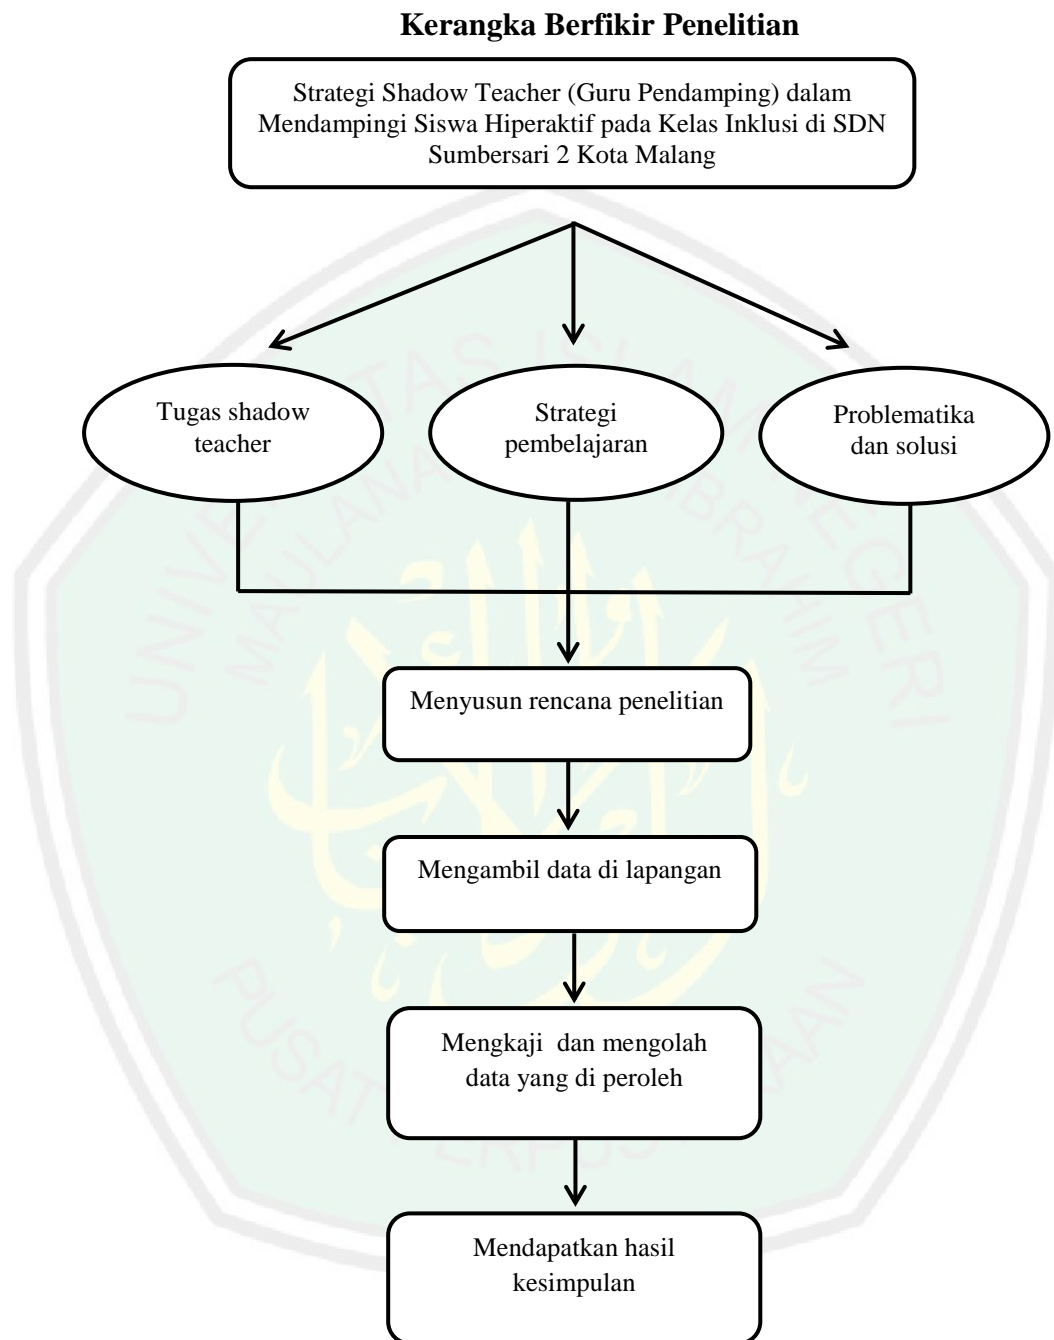 Kerangka Berfikir Penelitian
Strategi Shadow Teacher (Guru Pendamping) dalam
Mendampingi Siswa Hiperaktif pada Kelas Inklusi di SDN
Sumbersari 2 Kota Malang
Tugas shadow
teacher
Strategi
pembelajaran
Problematika
dan solusi
Menyusun rencana penelitian
Mengambil data di lapangan
Mengkaji  dan mengolah
data yang di peroleh
Mendapatkan hasil
kesimpulan